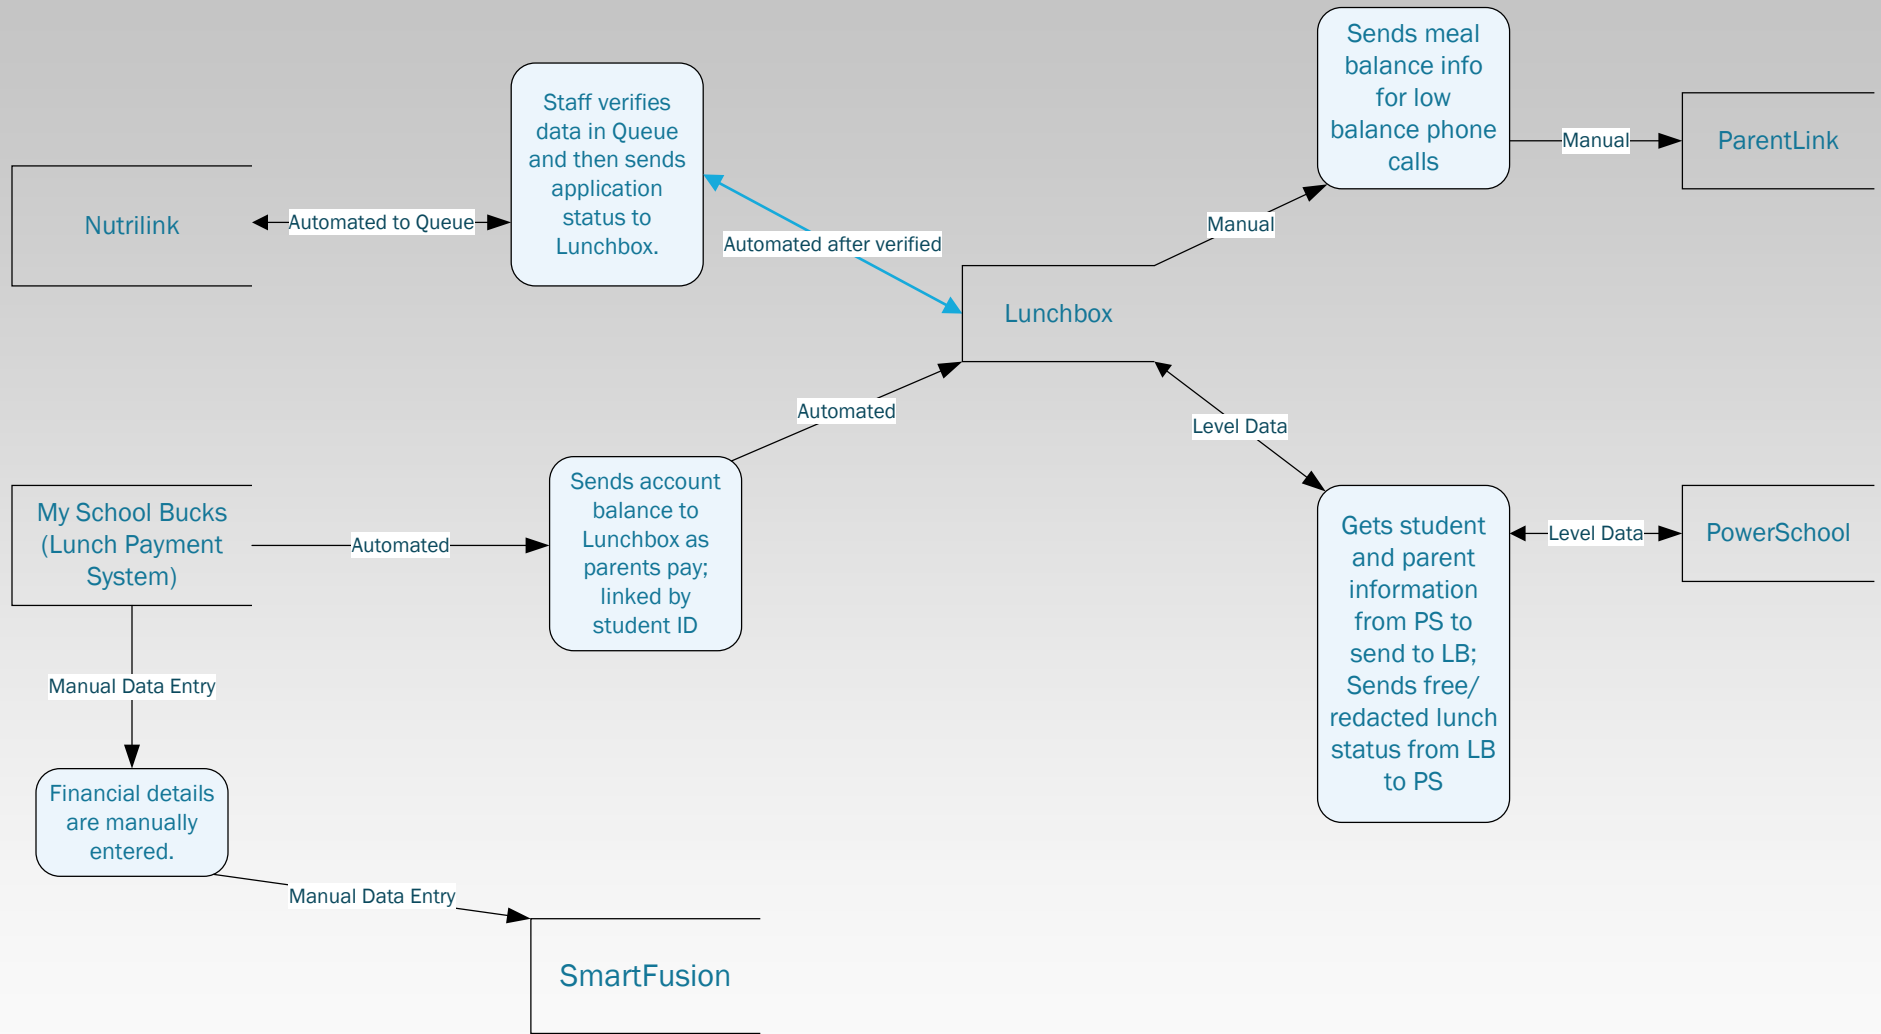 Sends meal
balance info
for low
balance phone
calls
Manual
ParentLink
Staff verifies
data in Queue
and then sends
application
status to
Lunchbox.
Nutrilink
Automated to Queue
Automated after verified
Manual
Lunchbox
Automated
Level Data
My School Bucks
(Lunch Payment
System)
Automated
Sends account
balance to
Lunchbox as
parents pay;
linked by
student ID
Gets student
and parent
information
from PS to
send to LB;
Sends free/
redacted lunch
status from LB
to PS
Level Data
PowerSchool
Manual Data Entry
Financial details
are manually
entered.
Manual Data Entry
SmartFusion